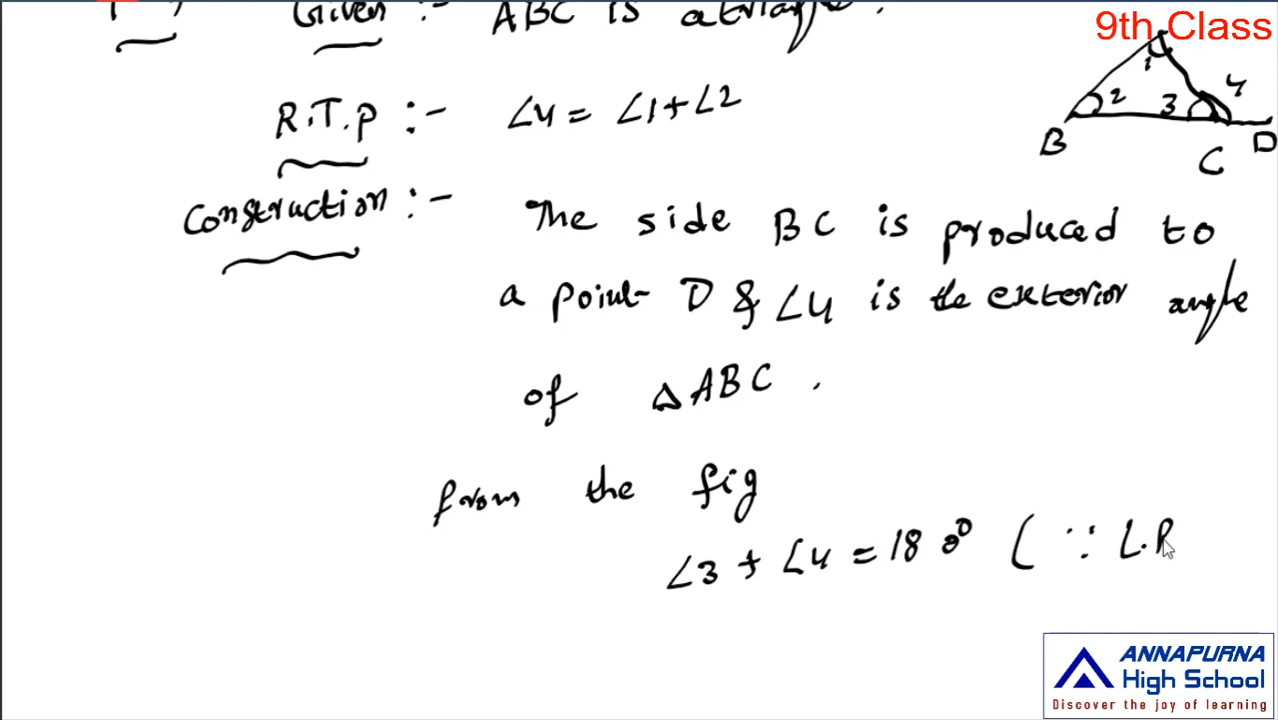 9th Class
Given :- ABC is a triangle.
R.T.P :- ∠4 = ∠1+∠2
1
2 3 4
B C D
Construction :- The side BC is produced to
a point D & ∠4 is the exterior angle
of △ABC .
from the fig
∠3 + ∠4 = 180° ( ∵ L.P
ANNAPURNA
High School
Discover the joy of learning